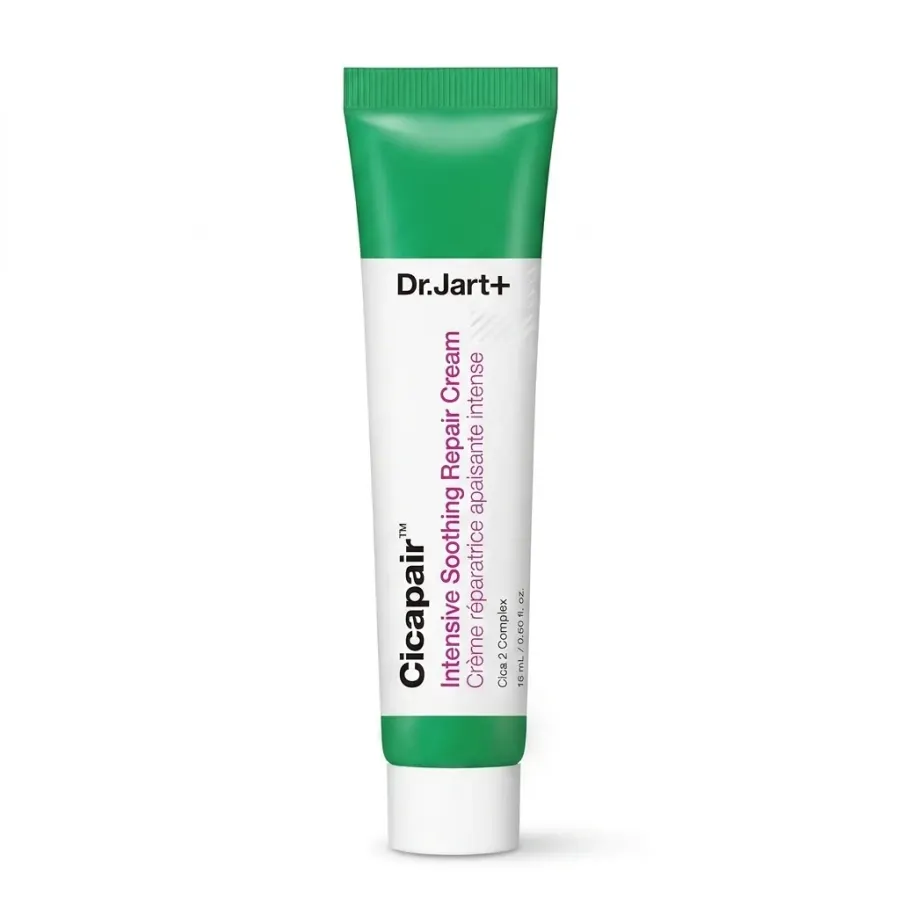 Dr.Jart+
Cicapair™
Intensive Soothing Repair Cream
Crème réparatrice apaisante intense
Cica 2 Complex
15 mL / 0.50 fl. oz.